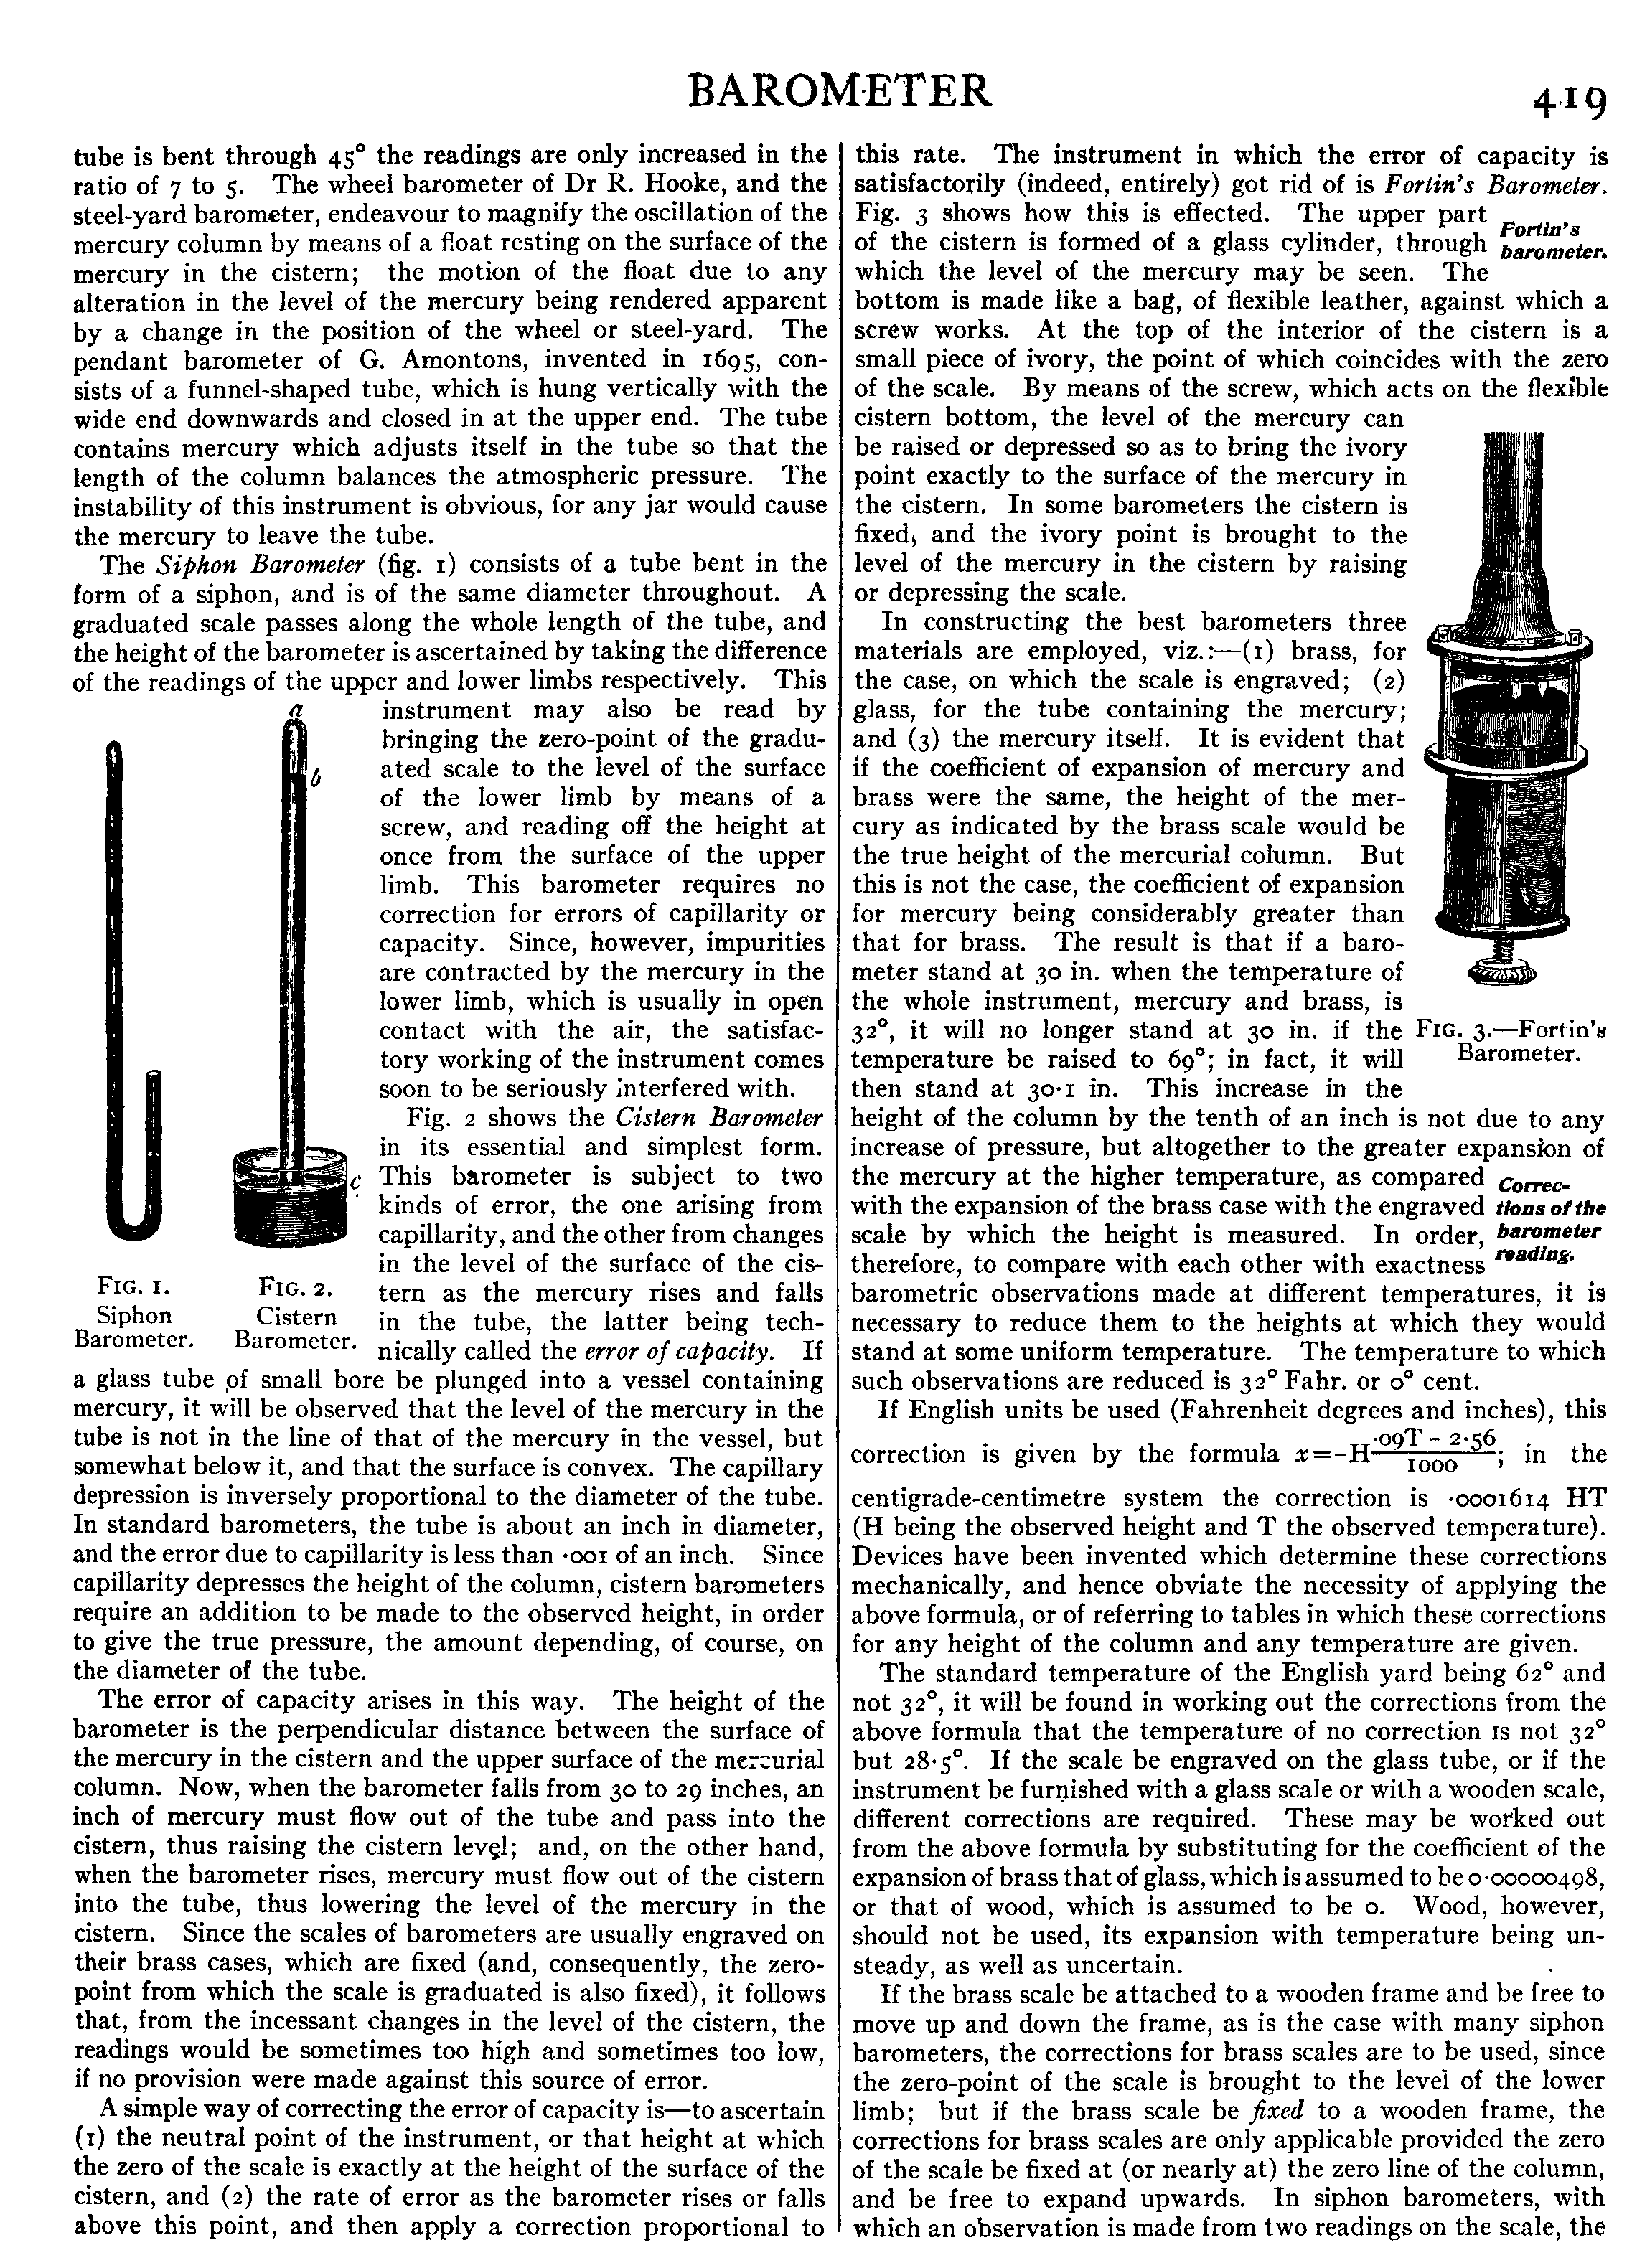 BAROMETER
419
tube is bent through 45° the readings are only increased in the
ratio of 7 to 5. The wheel barometer of Dr R. Hooke, and the
steel-yard barometer, endeavour to magnify the oscillation of the
mercury column by means of a float resting on the surface of the
mercury in the cistern; the motion of the float due to any
alteration in the level of the mercury being rendered apparent
by a change in the position of the wheel or steel-yard. The
pendant barometer of G. Amontons, invented in 1695, con-
sists of a funnel-shaped tube, which is hung vertically with the
wide end downwards and closed in at the upper end. The tube
contains mercury which adjusts itself in the tube so that the
length of the column balances the atmospheric pressure. The
instability of this instrument is obvious, for any jar would cause
the mercury to leave the tube.
The Siphon Barometer (fig. 1) consists of a tube bent in the
form of a siphon, and is of the same diameter throughout. A
graduated scale passes along the whole length of the tube, and
the height of the barometer is ascertained by taking the difference
of the readings of the upper and lower limbs respectively. This
instrument may also be read by
bringing the zero-point of the gradu-
ated scale to the level of the surface
of the lower limb by means of a
screw, and reading off the height at
once from the surface of the upper
limb. This barometer requires no
correction for errors of capillarity or
capacity. Since, however, impurities
are contracted by the mercury in the
lower limb, which is usually in open
contact with the air, the satisfac-
tory working of the instrument comes
soon to be seriously interfered with.
a
b
c
FIG. 1.
Siphon
Barometer.
FIG. 2.
Cistern
Barometer.
Fig. 2 shows the Cistern Barometer
in its essential and simplest form.
This barometer is subject to two
kinds of error, the one arising from
capillarity, and the other from changes
in the level of the surface of the cis-
tern as the mercury rises and falls
in the tube, the latter being tech-
nically called the error of capacity. If
a glass tube of small bore be plunged into a vessel containing
mercury, it will be observed that the level of the mercury in the
tube is not in the line of that of the mercury in the vessel, but
somewhat below it, and that the surface is convex. The capillary
depression is inversely proportional to the diameter of the tube.
In standard barometers, the tube is about an inch in diameter,
and the error due to capillarity is less than ·001 of an inch. Since
capillarity depresses the height of the column, cistern barometers
require an addition to be made to the observed height, in order
to give the true pressure, the amount depending, of course, on
the diameter of the tube.
The error of capacity arises in this way. The height of the
barometer is the perpendicular distance between the surface of
the mercury in the cistern and the upper surface of the mercurial
column. Now, when the barometer falls from 30 to 29 inches, an
inch of mercury must flow out of the tube and pass into the
cistern, thus raising the cistern level; and, on the other hand,
when the barometer rises, mercury must flow out of the cistern
into the tube, thus lowering the level of the mercury in the
cistern. Since the scales of barometers are usually engraved on
their brass cases, which are fixed (and, consequently, the zero-
point from which the scale is graduated is also fixed), it follows
that, from the incessant changes in the level of the cistern, the
readings would be sometimes too high and sometimes too low,
if no provision were made against this source of error.
A simple way of correcting the error of capacity is—to ascertain
(1) the neutral point of the instrument, or that height at which
the zero of the scale is exactly at the height of the surface of the
cistern, and (2) the rate of error as the barometer rises or falls
above this point, and then apply a correction proportional to
this rate. The instrument in which the error of capacity is
satisfactorily (indeed, entirely) got rid of is Fortin's Barometer.
Fig. 3 shows how this is effected. The upper part
of the cistern is formed of a glass cylinder, through
which the level of the mercury may be seen. The
Fortin's
barometer.
bottom is made like a bag, of flexible leather, against which a
screw works. At the top of the interior of the cistern is a
small piece of ivory, the point of which coincides with the zero
of the scale. By means of the screw, which acts on the flexible
cistern bottom, the level of the mercury can
be raised or depressed so as to bring the ivory
point exactly to the surface of the mercury in
the cistern. In some barometers the cistern is
fixed, and the ivory point is brought to the
level of the mercury in the cistern by raising
or depressing the scale.
In constructing the best barometers three
materials are employed, viz.:—(1) brass, for
the case, on which the scale is engraved; (2)
glass, for the tube containing the mercury;
and (3) the mercury itself. It is evident that
if the coefficient of expansion of mercury and
brass were the same, the height of the mer-
cury as indicated by the brass scale would be
the true height of the mercurial column. But
this is not the case, the coefficient of expansion
for mercury being considerably greater than
that for brass. The result is that if a baro-
meter stand at 30 in. when the temperature of
the whole instrument, mercury and brass, is
32°, it will no longer stand at 30 in. if the
temperature be raised to 69°; in fact, it will
then stand at 30·1 in. This increase in the
FIG. 3.—Fortin's
Barometer.
height of the column by the tenth of an inch is not due to any
increase of pressure, but altogether to the greater expansion of
the mercury at the higher temperature, as compared
with the expansion of the brass case with the engraved
scale by which the height is measured. In order,
therefore, to compare with each other with exactness
Correc-
tions of the
barometer
reading.
barometric observations made at different temperatures, it is
necessary to reduce them to the heights at which they would
stand at some uniform temperature. The temperature to which
such observations are reduced is 32° Fahr. or 0° cent.
If English units be used (Fahrenheit degrees and inches), this
correction is given by the formula x=-H ·09T - 2·56 / 1000; in the
centigrade-centimetre system the correction is ·0001614 HT
(H being the observed height and T the observed temperature).
Devices have been invented which determine these corrections
mechanically, and hence obviate the necessity of applying the
above formula, or of referring to tables in which these corrections
for any height of the column and any temperature are given.
The standard temperature of the English yard being 62° and
not 32°, it will be found in working out the corrections from the
above formula that the temperature of no correction is not 32°
but 28·5°. If the scale be engraved on the glass tube, or if the
instrument be furnished with a glass scale or with a wooden scale,
different corrections are required. These may be worked out
from the above formula by substituting for the coefficient of the
expansion of brass that of glass, which is assumed to be 0·00000498,
or that of wood, which is assumed to be 0. Wood, however,
should not be used, its expansion with temperature being un-
steady, as well as uncertain.
If the brass scale be attached to a wooden frame and be free to
move up and down the frame, as is the case with many siphon
barometers, the corrections for brass scales are to be used, since
the zero-point of the scale is brought to the level of the lower
limb; but if the brass scale be fixed to a wooden frame, the
corrections for brass scales are only applicable provided the zero
of the scale be fixed at (or nearly at) the zero line of the column,
and be free to expand upwards. In siphon barometers, with
which an observation is made from two readings on the scale, the